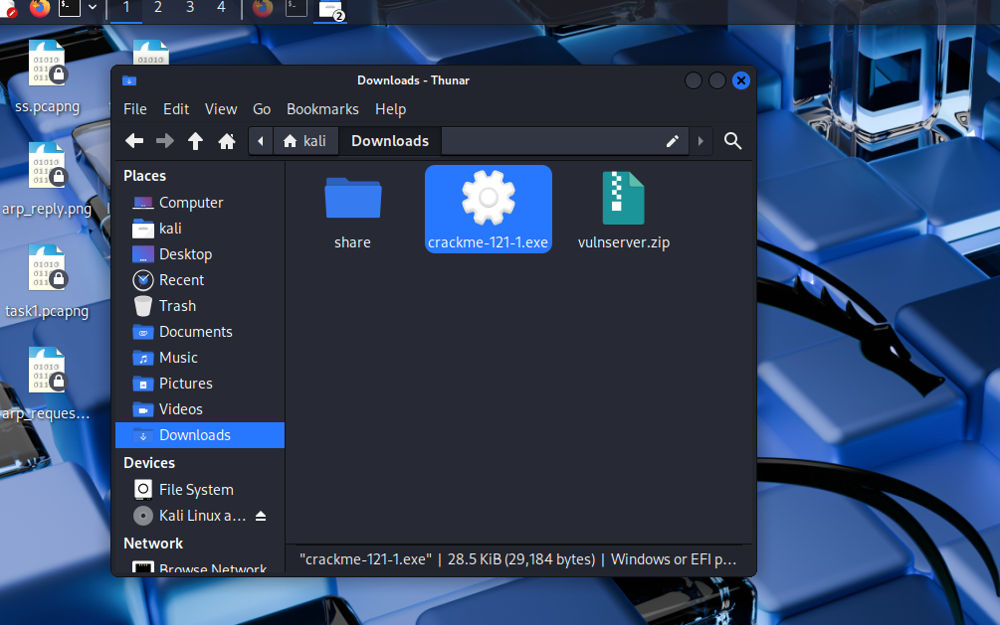 1 2 3 4
2
ss.pcapng
arp_reply.png
task1.pcapng
arp_reques...
Downloads - Thunar
File Edit View Go Bookmarks Help
kali Downloads
Places
Computer
kali
Desktop
Recent
Trash
Documents
Music
Pictures
Videos
Downloads
Devices
File System
Kali Linux a...
Network
Browse Network
share
crackme-121-1.exe
vulnserver.zip
"crackme-121-1.exe" | 28.5 KiB (29,184 bytes) | Windows or EFI p...